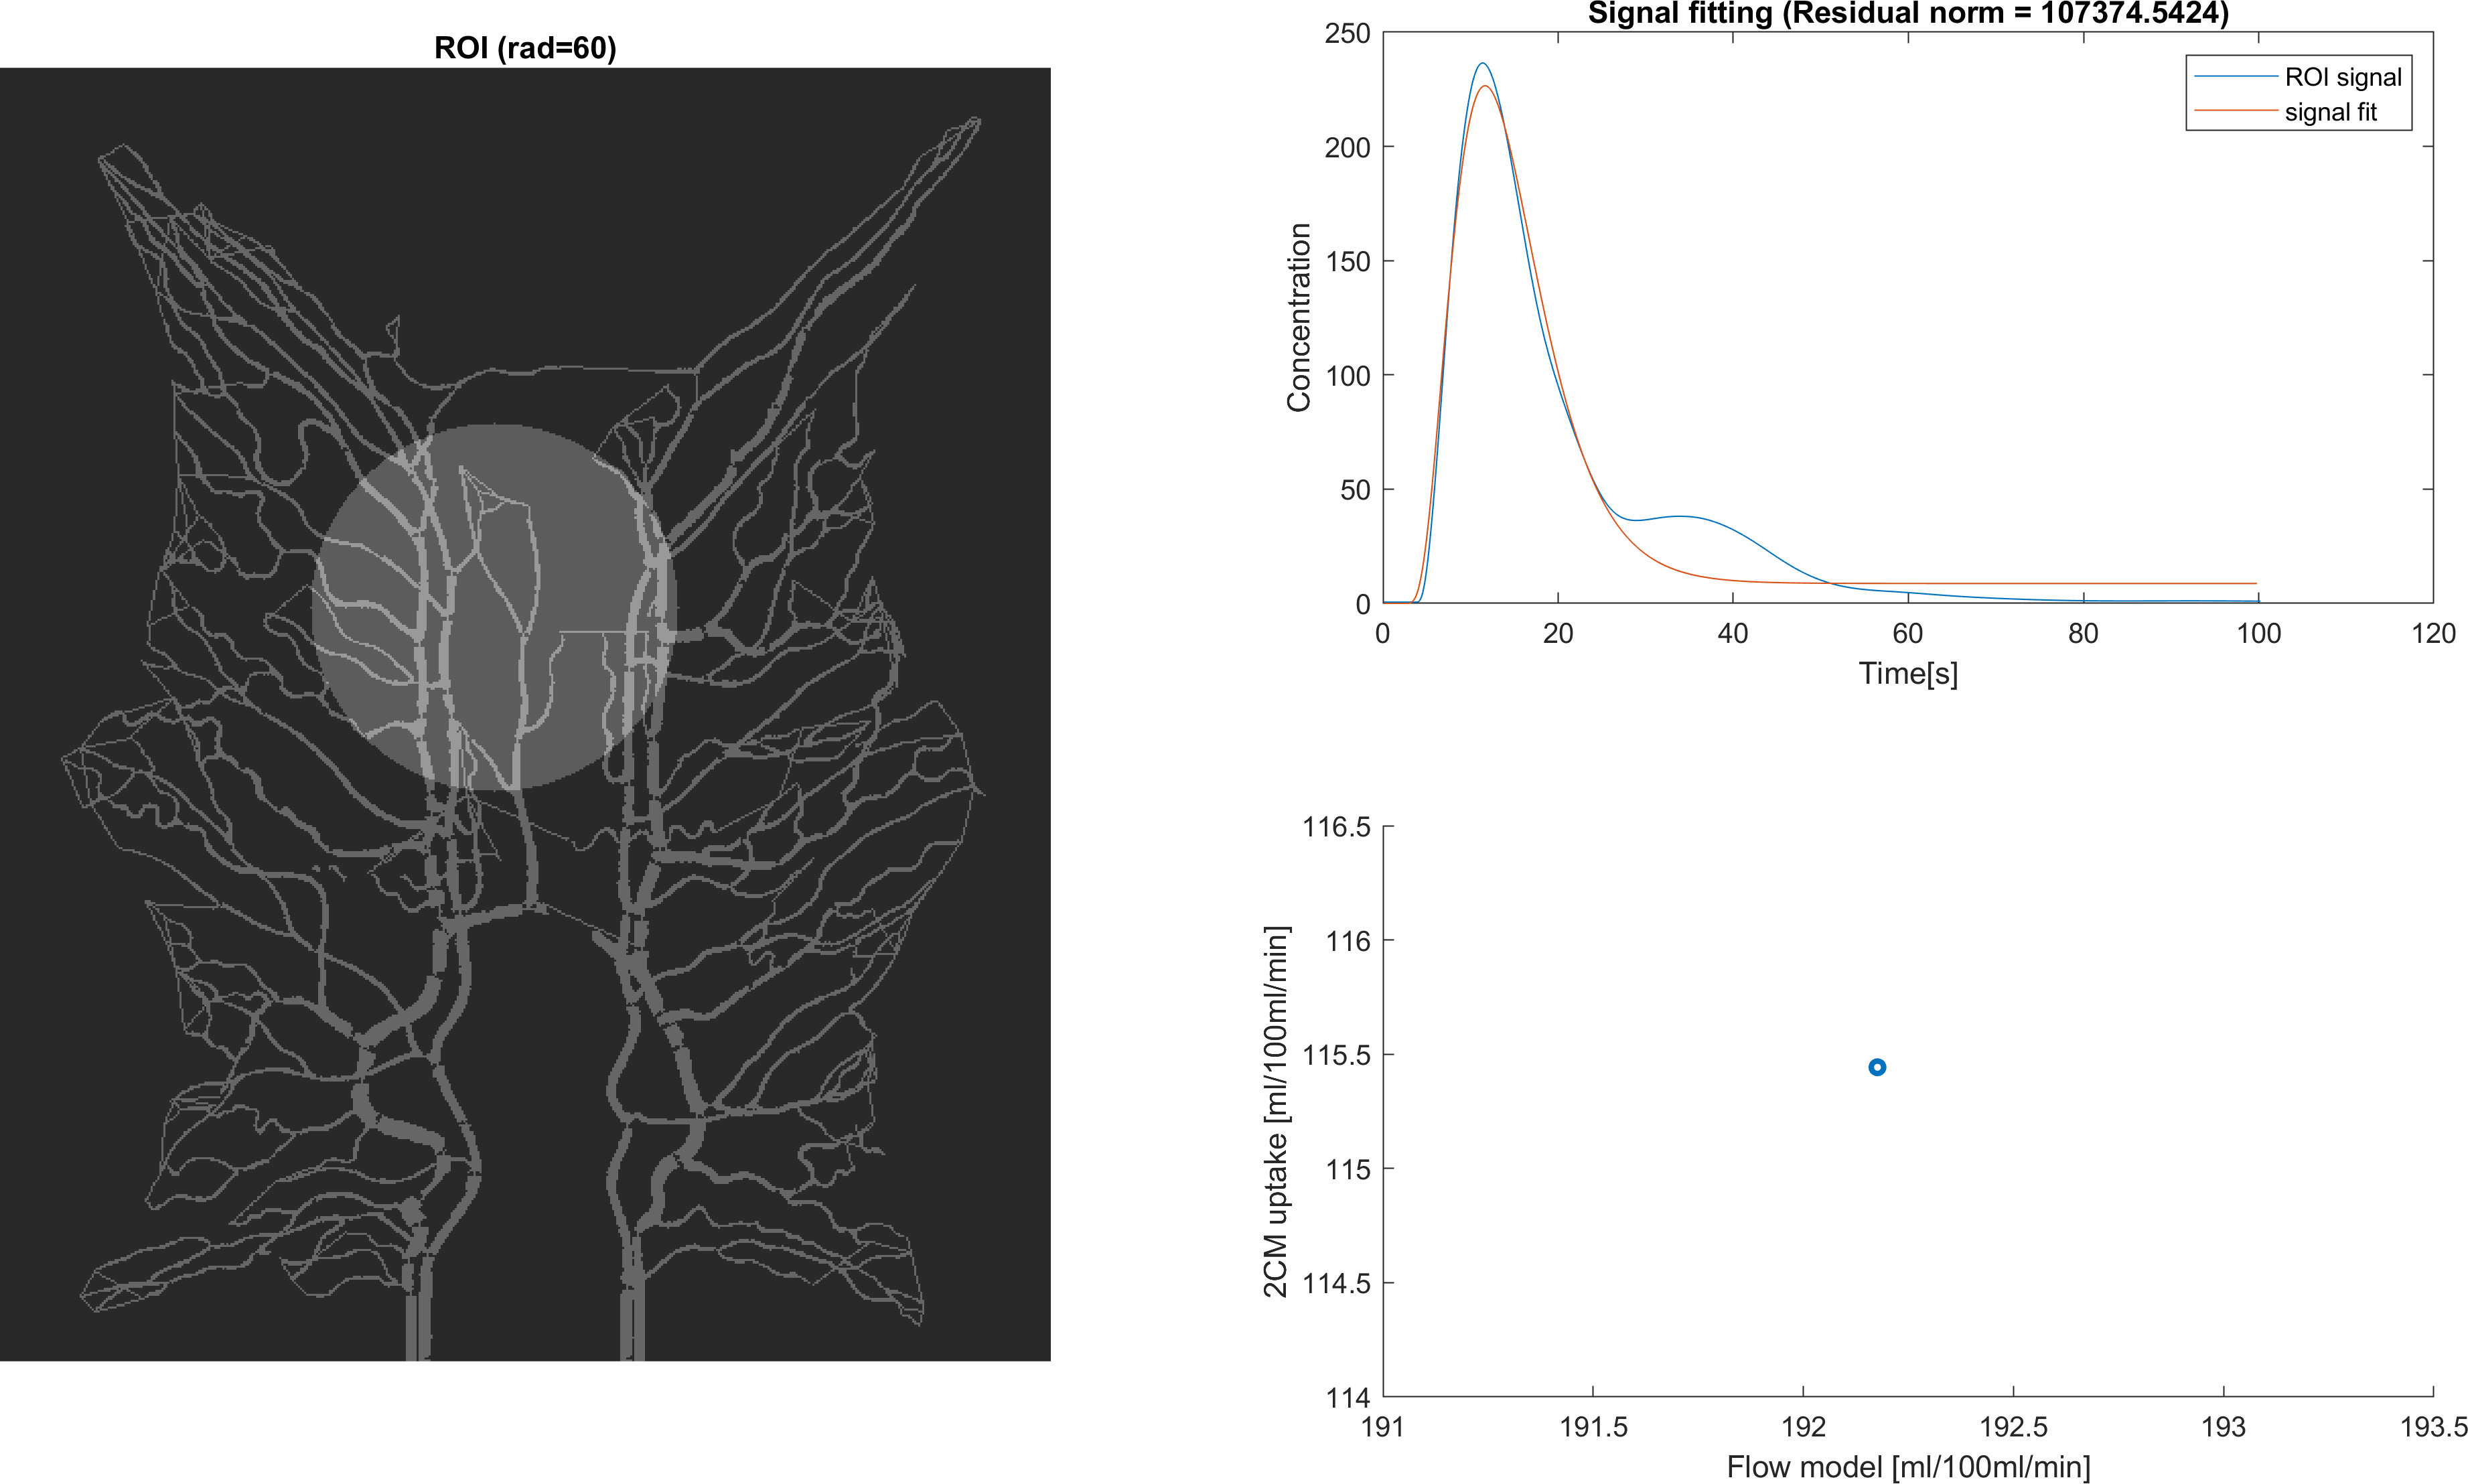 ROI (rad=60)
Signal fitting (Residual norm = 107374.5424)
250
200
150
100
50
0
Concentration
ROI signal
signal fit
0 20 40 60 80 100 120
Time[s]
116.5
116
115.5
115
114.5
114
2CM uptake [ml/100ml/min]
191 191.5 192 192.5 193 193.5
Flow model [ml/100ml/min]